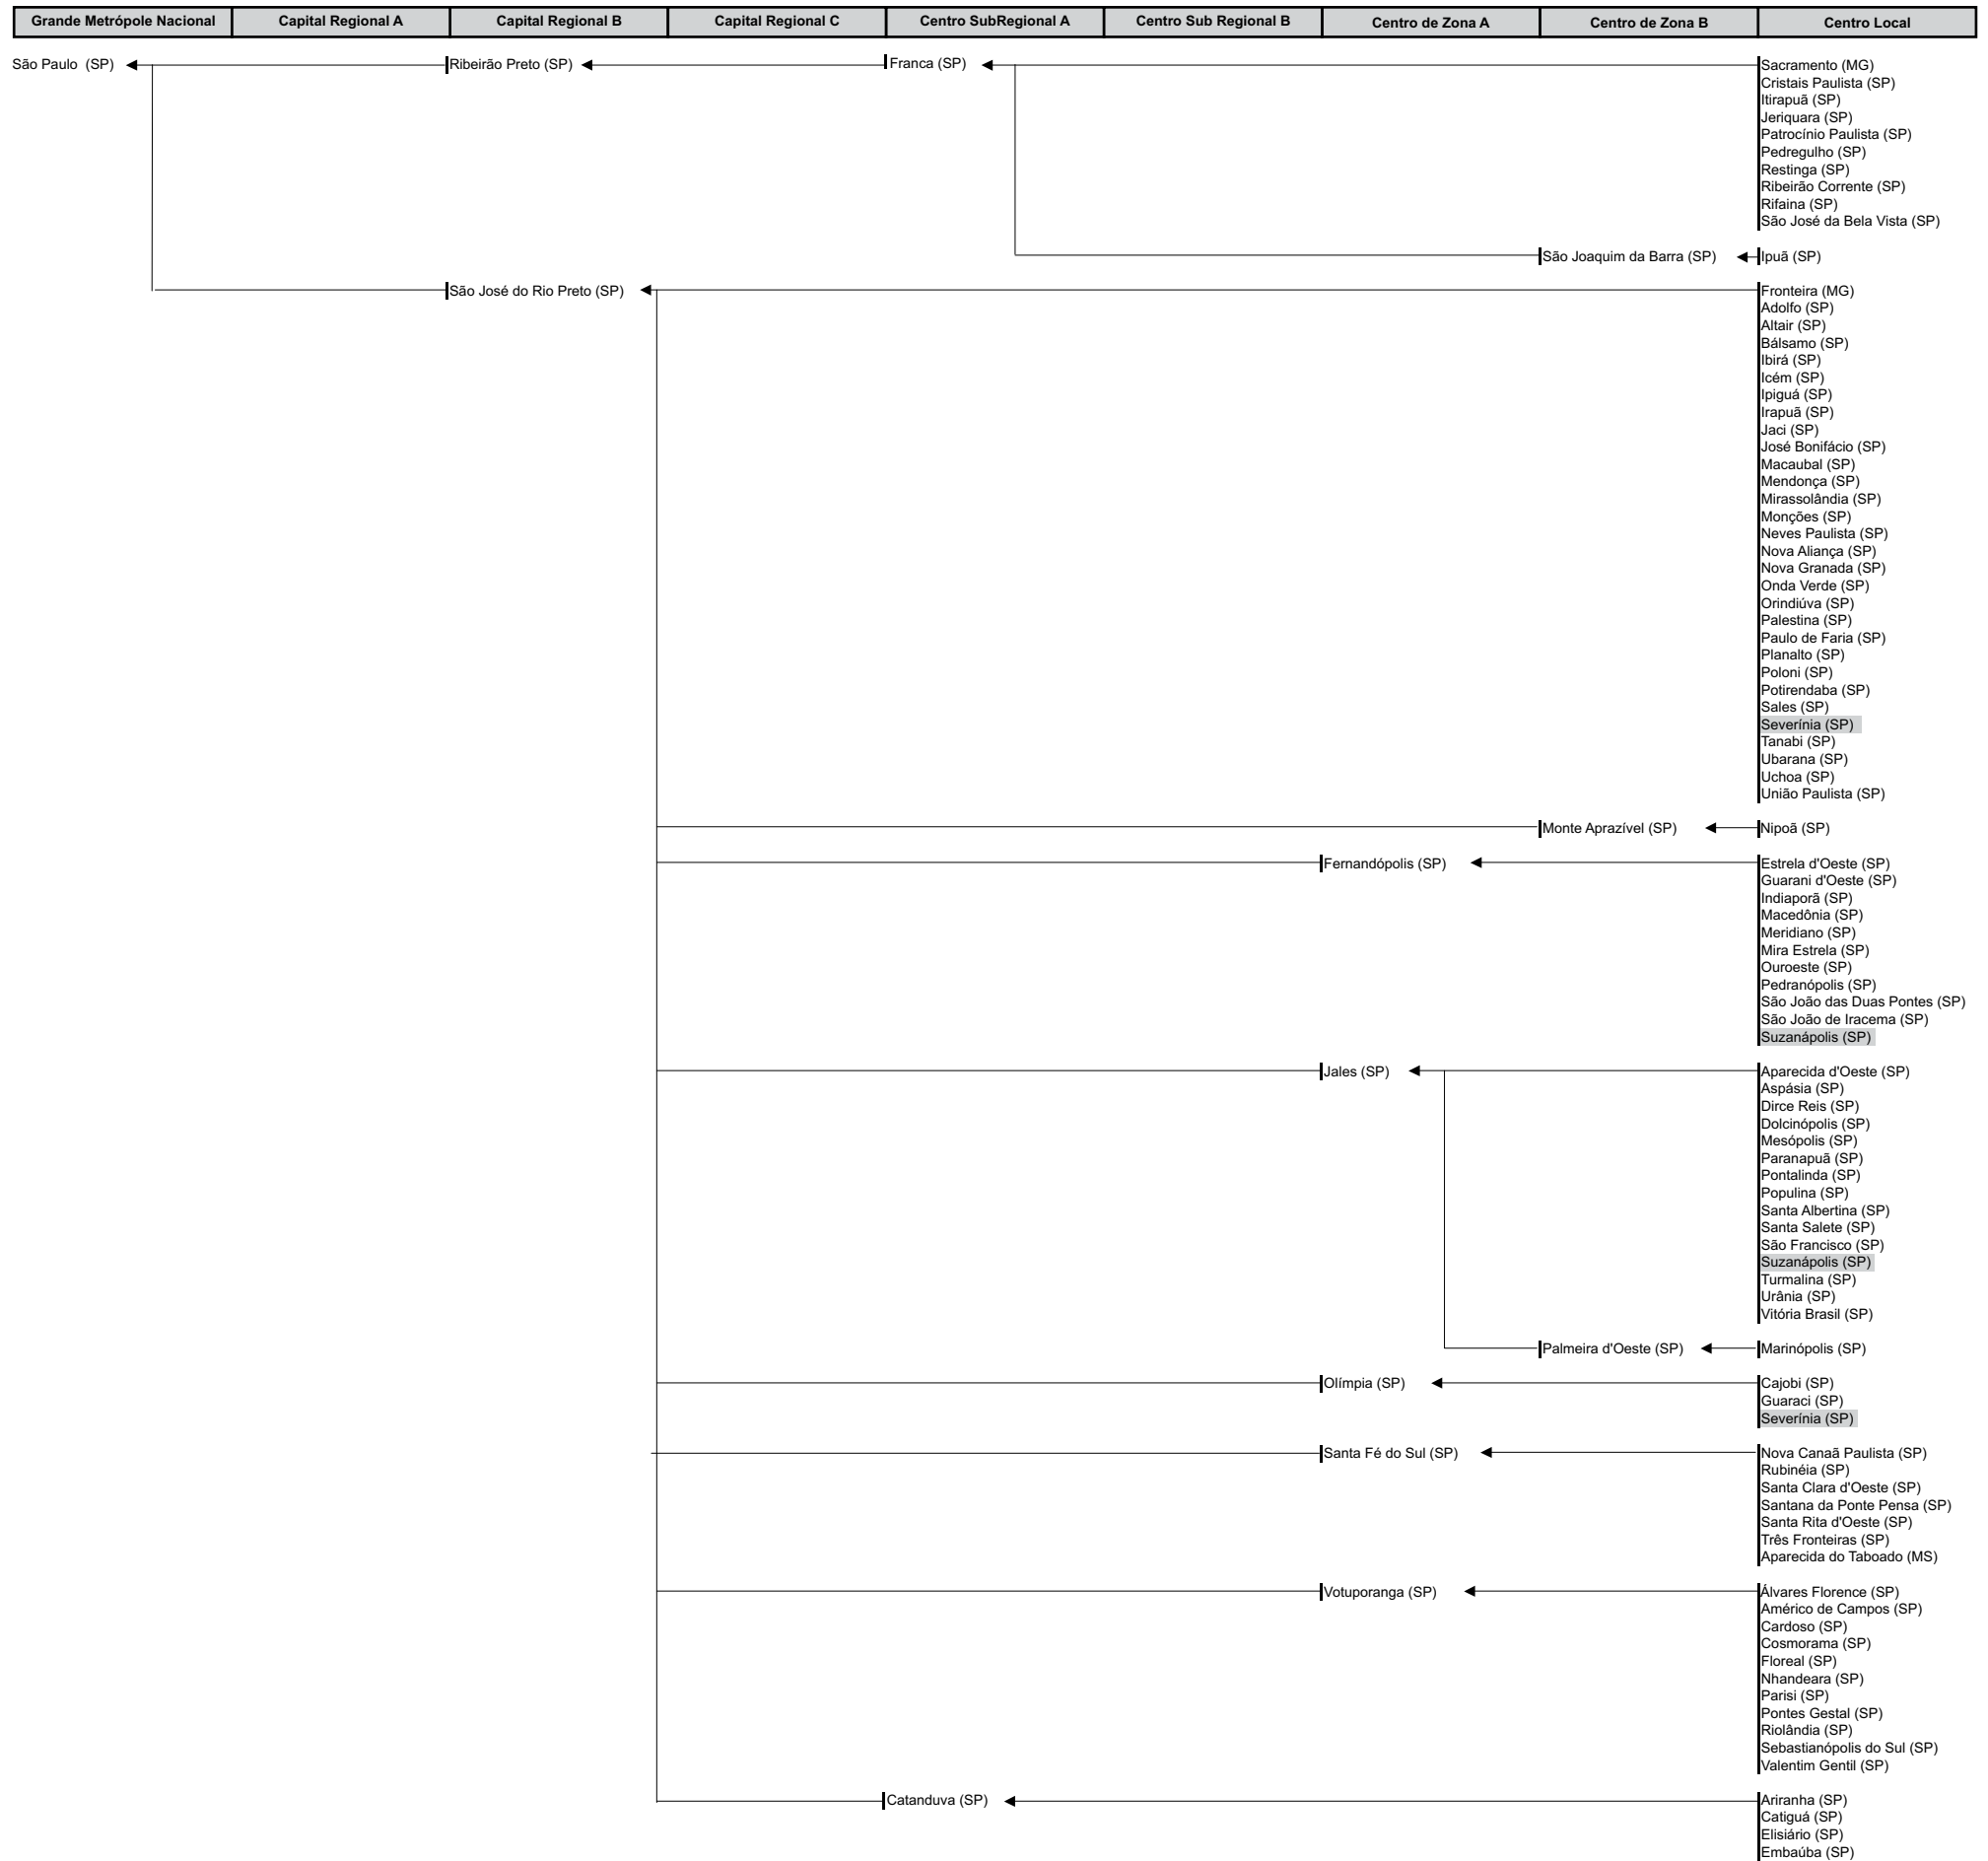 Grande Metrópole Nacional Capital Regional A Capital Regional B Capital Regional C Centro SubRegional A Centro Sub Regional B Centro de Zona A Centro de Zona B Centro Local
São Paulo (SP) Ribeirão Preto (SP) Franca (SP) Sacramento (MG)
Cristais Paulista (SP)
Itirapuã (SP)
Jeriquara (SP)
Patrocínio Paulista (SP)
Pedregulho (SP)
Restinga (SP)
Ribeirão Corrente (SP)
Rifaina (SP)
São José da Bela Vista (SP)
São Joaquim da Barra (SP) Ipuã (SP)
São José do Rio Preto (SP) Fronteira (MG)
Adolfo (SP)
Altair (SP)
Bálsamo (SP)
Ibirá (SP)
Icém (SP)
Ipiguá (SP)
Irapuã (SP)
Jaci (SP)
José Bonifácio (SP)
Macaubal (SP)
Mendonça (SP)
Mirassolândia (SP)
Monções (SP)
Neves Paulista (SP)
Nova Aliança (SP)
Nova Granada (SP)
Onda Verde (SP)
Orindiúva (SP)
Palestina (SP)
Paulo de Faria (SP)
Planalto (SP)
Poloni (SP)
Potirendaba (SP)
Sales (SP)
Severínia (SP)
Tanabi (SP)
Ubarana (SP)
Uchoa (SP)
União Paulista (SP)
Monte Aprazível (SP) Nipoã (SP)
Fernandópolis (SP) Estrela d'Oeste (SP)
Guarani d'Oeste (SP)
Indiaporã (SP)
Macedônia (SP)
Meridiano (SP)
Mira Estrela (SP)
Ouroeste (SP)
Pedranópolis (SP)
São João das Duas Pontes (SP)
São João de Iracema (SP)
Suzanápolis (SP)
Jales (SP) Aparecida d'Oeste (SP)
Aspásia (SP)
Dirce Reis (SP)
Dolcinópolis (SP)
Mesópolis (SP)
Paranapuã (SP)
Pontalinda (SP)
Populina (SP)
Santa Albertina (SP)
Santa Salete (SP)
São Francisco (SP)
Suzanápolis (SP)
Turmalina (SP)
Urânia (SP)
Vitória Brasil (SP)
Palmeira d'Oeste (SP) Marinópolis (SP)
Olímpia (SP) Cajobi (SP)
Guaraci (SP)
Severínia (SP)
Santa Fé do Sul (SP) Nova Canaã Paulista (SP)
Rubinéia (SP)
Santa Clara d'Oeste (SP)
Santana da Ponte Pensa (SP)
Santa Rita d'Oeste (SP)
Três Fronteiras (SP)
Aparecida do Taboado (MS)
Votuporanga (SP) Álvares Florence (SP)
Américo de Campos (SP)
Cardoso (SP)
Cosmorama (SP)
Floreal (SP)
Nhandeara (SP)
Parisi (SP)
Pontes Gestal (SP)
Riolândia (SP)
Sebastianópolis do Sul (SP)
Valentim Gentil (SP)
Catanduva (SP) Ariranha (SP)
Catiguá (SP)
Elisiário (SP)
Embaúba (SP)